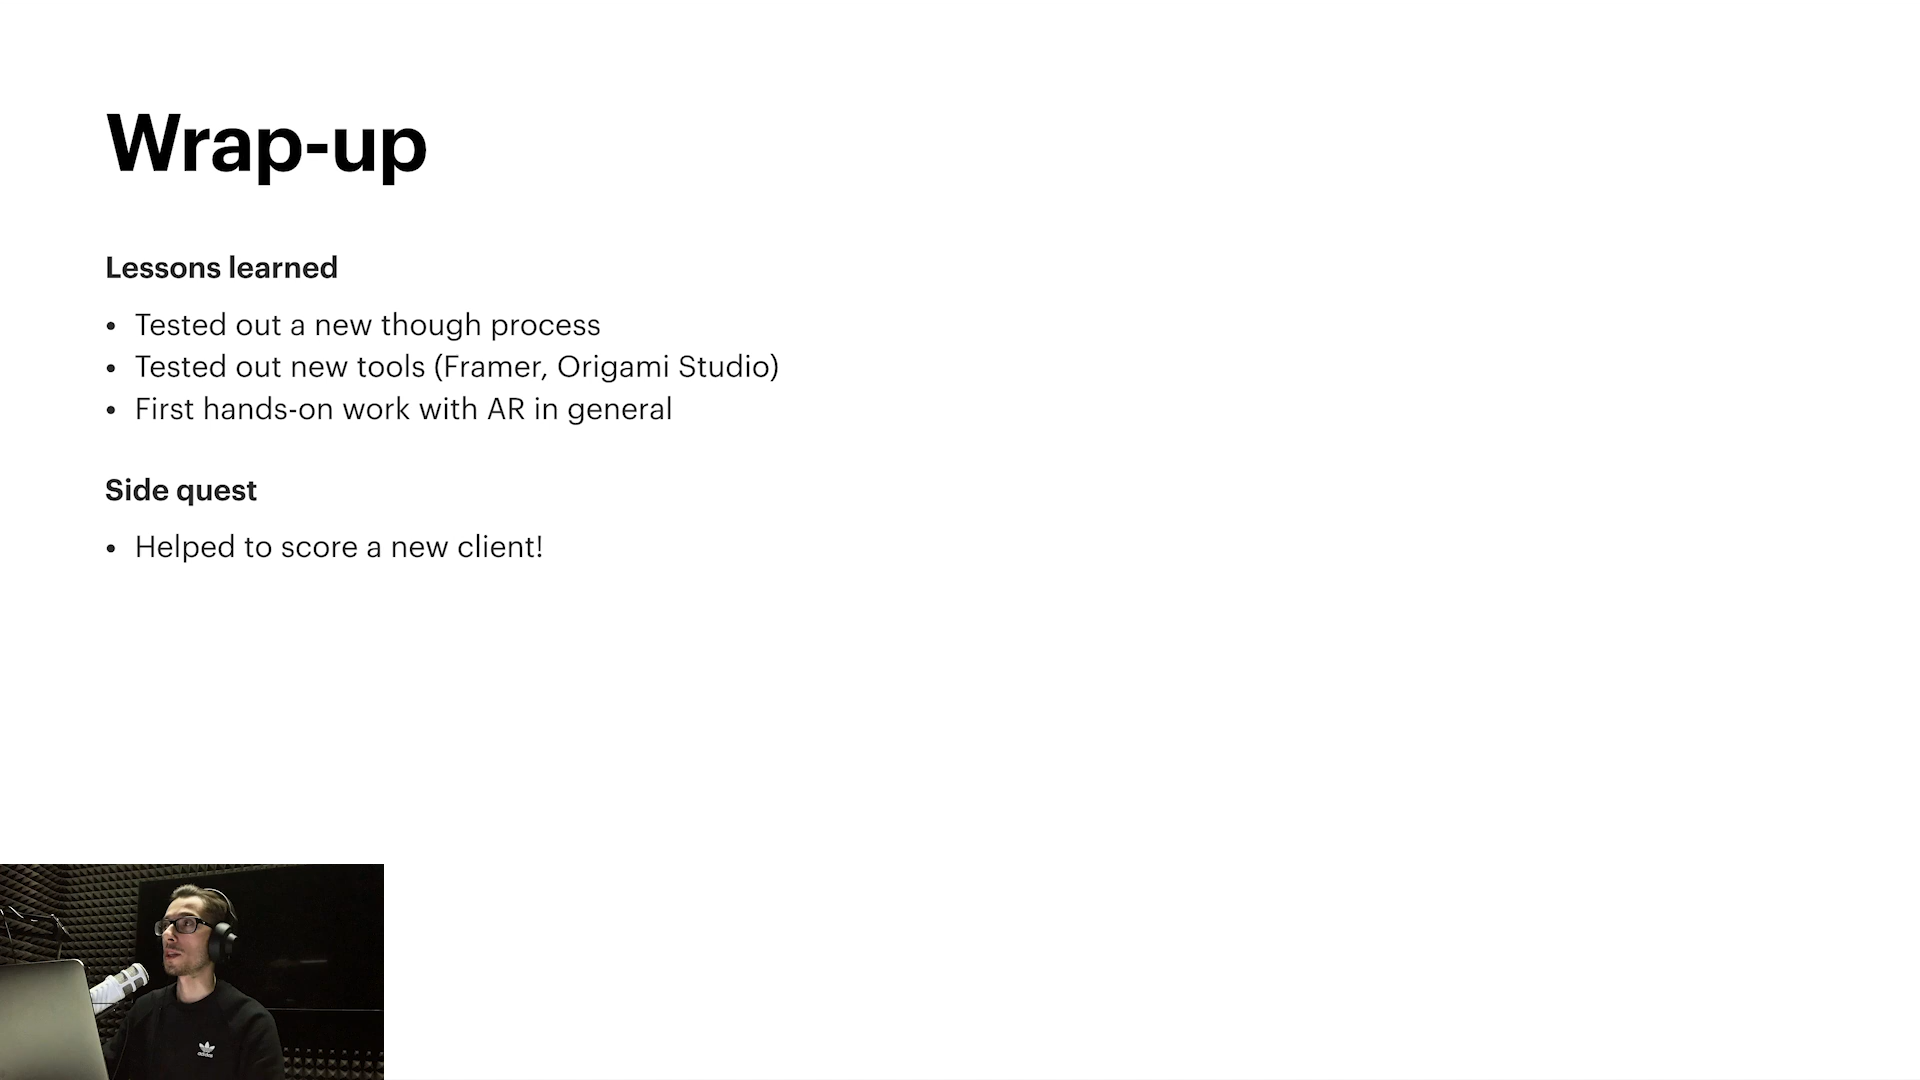 Wrap-up
Lessons learned
• Tested out a new though process
• Tested out new tools (Framer, Origami Studio)
• First hands-on work with AR in general
Side quest
• Helped to score a new client!
adidas